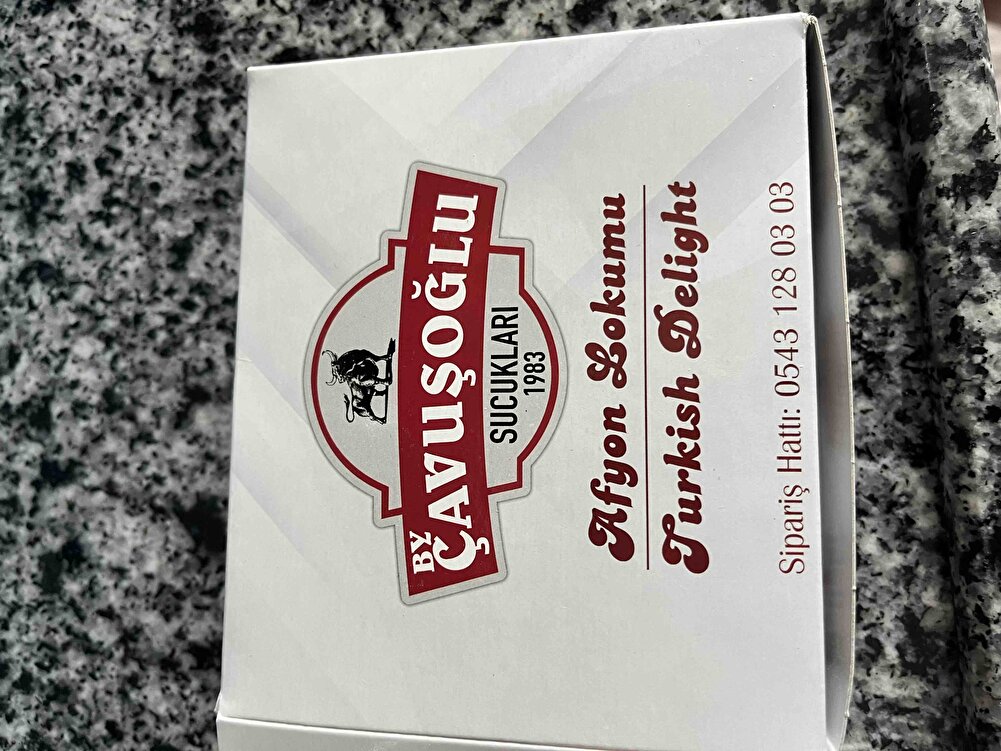 BY
ÇAVUŞOĞLU
SUCUKLARI
1983
Afyon Lokumu
Turkish Delight
Sipariş Hattı: 0543 128 03 03